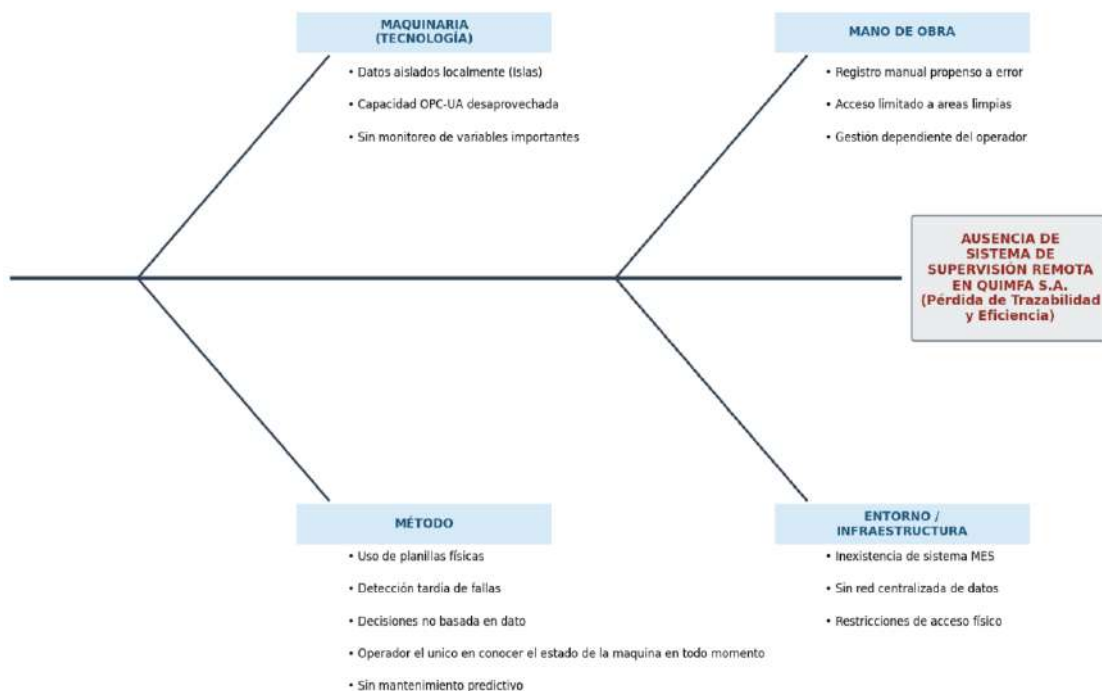 MAQUINARIA
(TECNOLOGÍA)
• Datos aislados localmente (Islas)
• Capacidad OPC-UA desaprovechada
• Sin monitoreo de variables importantes
MANO DE OBRA
• Registro manual propenso a error
• Acceso limitado a areas limpias
• Gestión dependiente del operador
AUSENCIA DE
SISTEMA DE
SUPERVISIÓN REMOTA
EN QUIMFA S.A.
(Pérdida de Trazabilidad
y Eficiencia)
MÉTODO
• Uso de planillas físicas
• Detección tardía de fallas
• Decisiones no basada en dato
• Operador el unico en conocer el estado de la maquina en todo momento
• Sin mantenimiento predictivo
ENTORNO /
INFRAESTRUCTURA
• Inexistencia de sistema MES
• Sin red centralizada de datos
• Restricciones de acceso físico